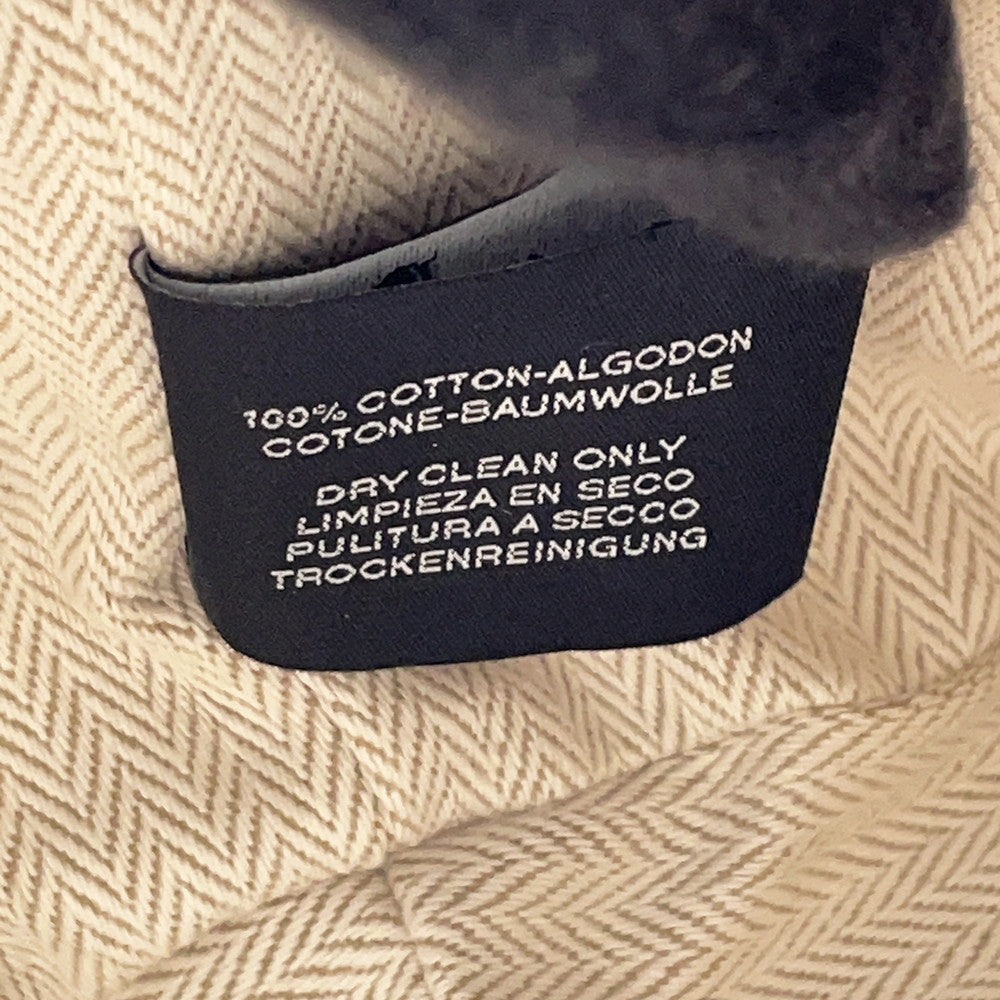 100% COTTON-ALGODON
COTONE-BAUMWOLLE
DRY CLEAN ONLY
LIMPIEZA EN SECO
PULITURA A SECCO
TROCKENREINIGUNG